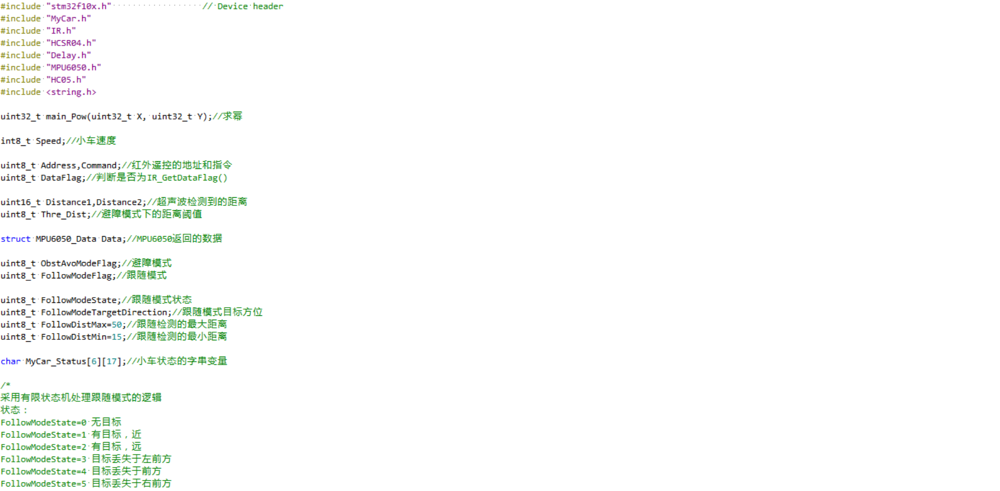 #include "stm32f10x.h"                  // Device header
#include "MyCar.h"
#include "IR.h"
#include "HCSR04.h"
#include "Delay.h"
#include "MPU6050.h"
#include "HC05.h"
#include <string.h>
uint32_t main_Pow(uint32_t X, uint32_t Y);//求幂
int8_t Speed;//小车速度
uint8_t Address,Command;//红外遥控的地址和指令
uint8_t DataFlag;//判断是否为IR_GetDataFlag()
uint16_t Distance1,Distance2;//超声波检测到的距离
uint8_t Thre_Dist;//避障模式下的距离阈值
struct MPU6050_Data Data;//MPU6050返回的数据
uint8_t ObstAvoModeFlag;//避障模式
uint8_t FollowModeFlag;//跟随模式
uint8_t FollowModeState;//跟随模式状态
uint8_t FollowModeTargetDirection;//跟随模式目标方位
uint8_t FollowDistMax=50;//跟随检测的最大距离
uint8_t FollowDistMin=15;//跟随检测的最小距离
char MyCar_Status[6][17];//小车状态的字串变量
/*
采用有限状态机处理跟随模式的逻辑
状态：
FollowModeState=0 无目标
FollowModeState=1 有目标，近
FollowModeState=2 有目标，远
FollowModeState=3 目标丢失于左前方
FollowModeState=4 目标丢失于前方
FollowModeState=5 目标丢失于右前方